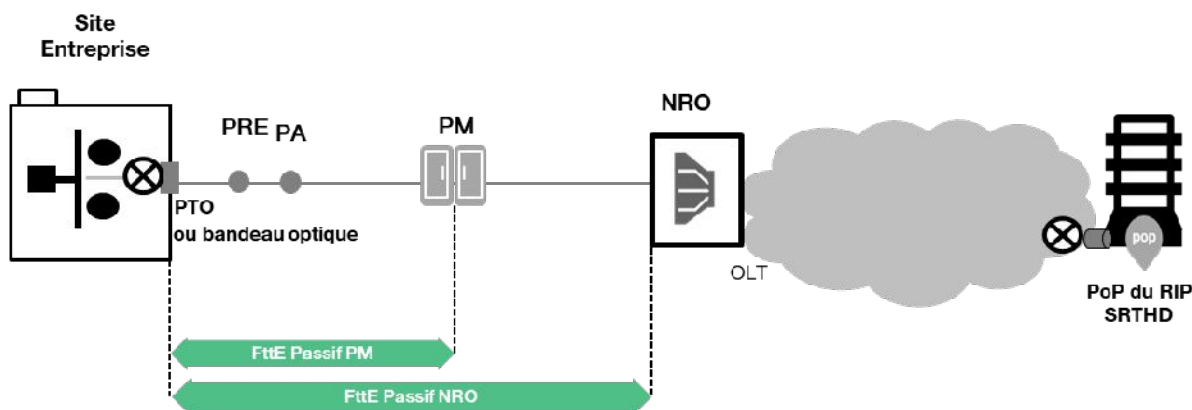 Site
Entreprise
PRE PA
PM
NRO
PTO
ou bandeau optique
OLT
pop
PoP du RIP
SRTHD
FttE Passif PM
FttE Passif NRO